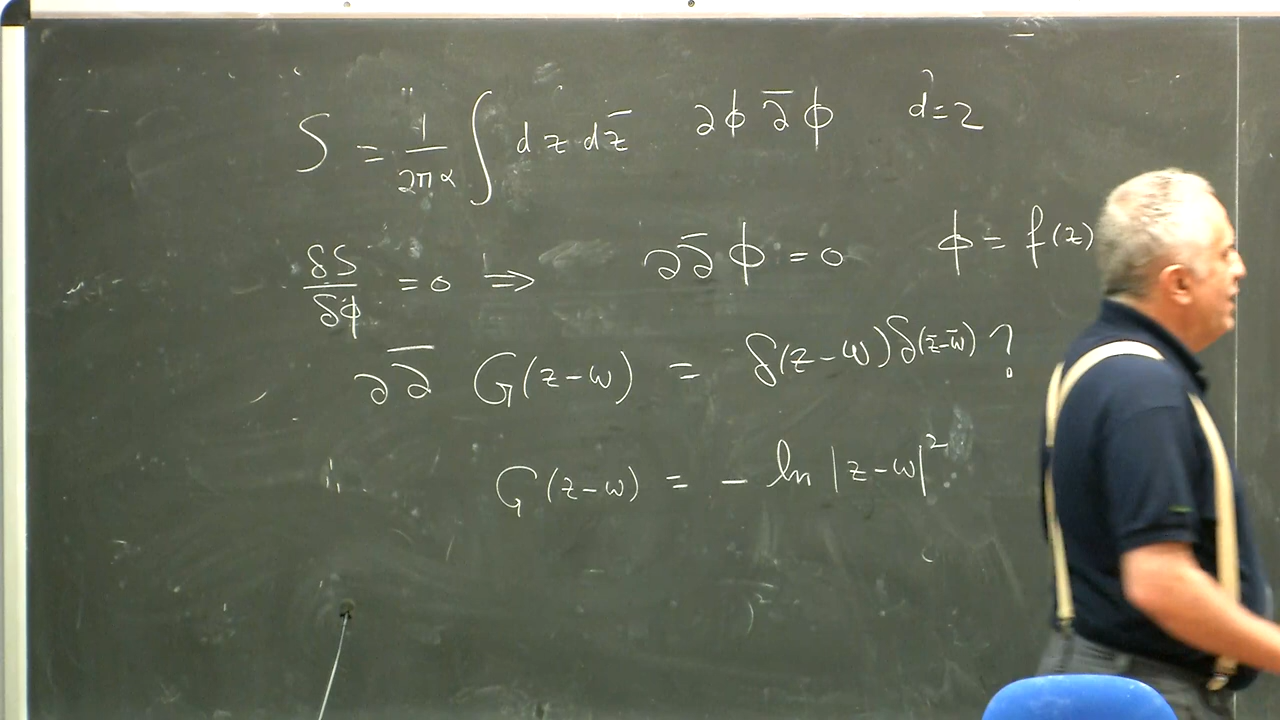 S = 1/2πα ∫ dz dz̄ ∂φ ∂̄φ d=2
δS/δφ = 0 ⇒ ∂∂̄φ = 0 φ = f(z)
∂∂̄ G(z-w) = δ(z-w)δ(z̄-w̄) ?
G(z-w) = - ln |z-w|²